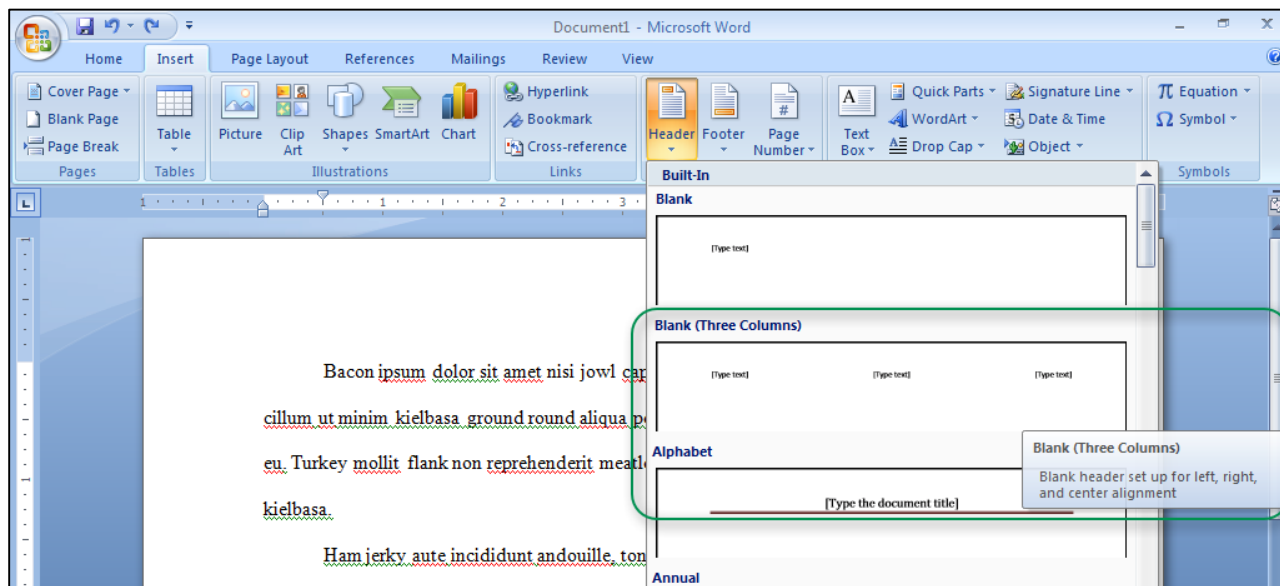 Document1 - Microsoft Word
Home Insert Page Layout References Mailings Review View
Cover Page
Blank Page
Page Break
Pages
Table
Tables
Picture
Clip Art
Shapes
SmartArt
Chart
Illustrations
Hyperlink
Bookmark
Cross-reference
Links
Header
Footer
Page Number
#
A
Text Box
Quick Parts
WordArt
Drop Cap
Signature Line
Date & Time
Object
π Equation
Ω Symbol
Symbols
L
1 1 2 3
Built-In
Blank
[Type text]
Blank (Three Columns)
[Type text] [Type text] [Type text]
Alphabet
[Type the document title]
Annual
Blank (Three Columns)
Blank header set up for left, right,
and center alignment
Bacon ipsum dolor sit amet nisi jowl
cillum ut minim kielbasa ground round aliqua
eu. Turkey mollit flank non reprehenderit
kielbasa.
Ham jerky aute incididunt andouille,